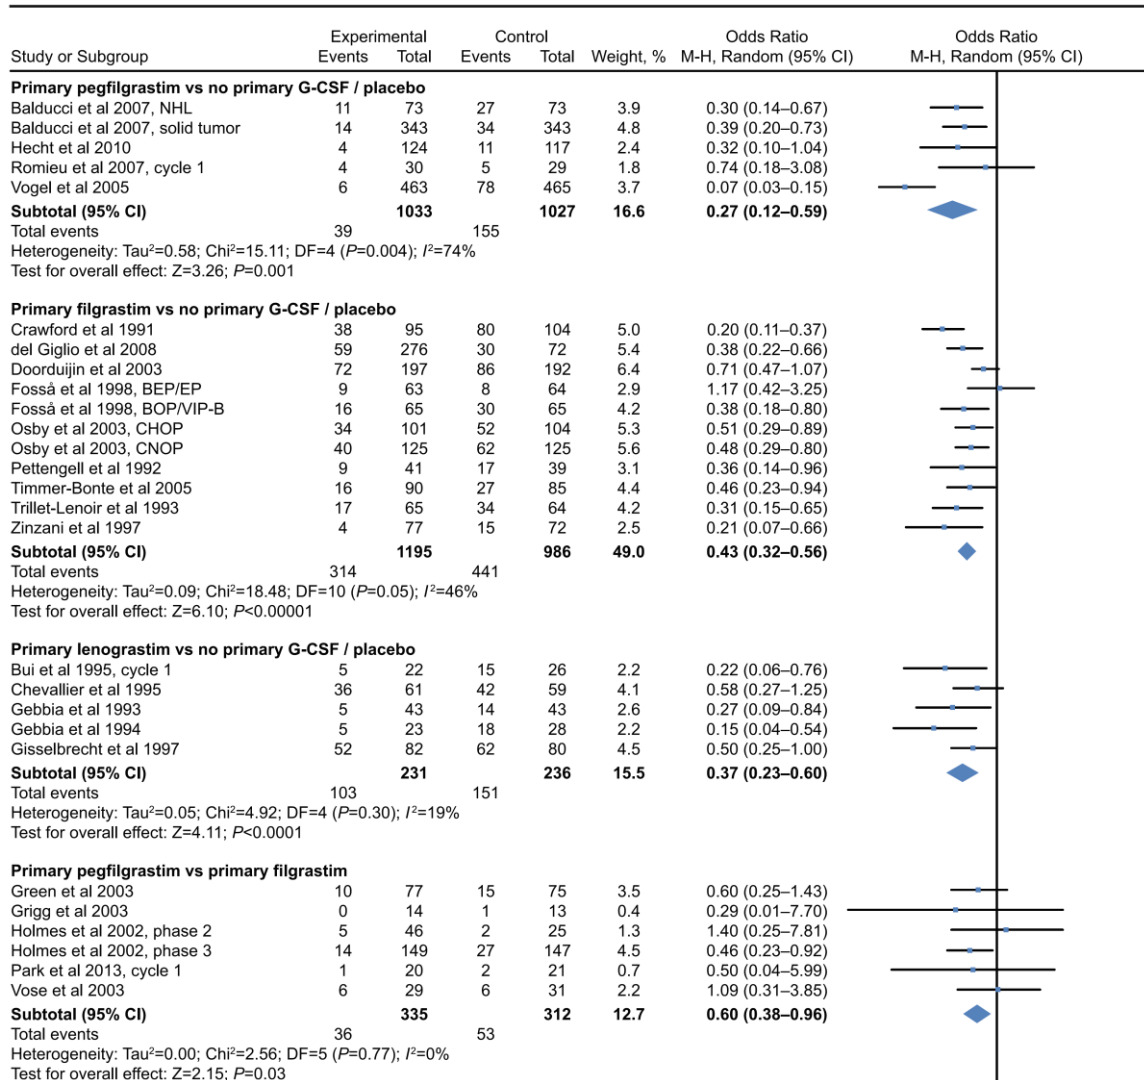 Experimental Control Odds Ratio Odds Ratio
Study or Subgroup Events Total Events Total Weight, % M-H, Random (95% CI) M-H, Random (95% CI)
Primary pegfilgrastim vs no primary G-CSF / placebo
Balducci et al 2007, NHL 11 73 27 73 3.9 0.30 (0.14–0.67)
Balducci et al 2007, solid tumor 14 343 34 343 4.8 0.39 (0.20–0.73)
Hecht et al 2010 4 124 11 117 2.4 0.32 (0.10–1.04)
Romieu et al 2007, cycle 1 4 30 5 29 1.8 0.74 (0.18–3.08)
Vogel et al 2005 6 463 78 465 3.7 0.07 (0.03–0.15)
Subtotal (95% CI) 1033 1027 16.6 0.27 (0.12–0.59)
Total events 39 155
Heterogeneity: Tau²=0.58; Chi²=15.11; DF=4 (P=0.004); I²=74%
Test for overall effect: Z=3.26; P=0.001
Primary filgrastim vs no primary G-CSF / placebo
Crawford et al 1991 38 95 80 104 5.0 0.20 (0.11–0.37)
del Giglio et al 2008 59 276 30 72 5.4 0.38 (0.22–0.66)
Doorduijin et al 2003 72 197 86 192 6.4 0.71 (0.47–1.07)
Fosså et al 1998, BEP/EP 9 63 8 64 2.9 1.17 (0.42–3.25)
Fosså et al 1998, BOP/VIP-B 16 65 30 65 4.2 0.38 (0.18–0.80)
Osby et al 2003, CHOP 34 101 52 104 5.3 0.51 (0.29–0.89)
Osby et al 2003, CNOP 40 125 62 125 5.6 0.48 (0.29–0.80)
Pettengell et al 1992 9 41 17 39 3.1 0.36 (0.14–0.96)
Timmer-Bonte et al 2005 16 90 27 85 4.4 0.46 (0.23–0.94)
Trillet-Lenoir et al 1993 17 65 34 64 4.2 0.31 (0.15–0.65)
Zinzani et al 1997 4 77 15 72 2.5 0.21 (0.07–0.66)
Subtotal (95% CI) 1195 986 49.0 0.43 (0.32–0.56)
Total events 314 441
Heterogeneity: Tau²=0.09; Chi²=18.48; DF=10 (P=0.05); I²=46%
Test for overall effect: Z=6.10; P<0.00001
Primary lenograstim vs no primary G-CSF / placebo
Bui et al 1995, cycle 1 5 22 15 26 2.2 0.22 (0.06–0.76)
Chevallier et al 1995 36 61 42 59 4.1 0.58 (0.27–1.25)
Gebbia et al 1993 5 43 14 43 2.6 0.27 (0.09–0.84)
Gebbia et al 1994 5 23 18 28 2.2 0.15 (0.04–0.54)
Gisselbrecht et al 1997 52 82 62 80 4.5 0.50 (0.25–1.00)
Subtotal (95% CI) 231 236 15.5 0.37 (0.23–0.60)
Total events 103 151
Heterogeneity: Tau²=0.05; Chi²=4.92; DF=4 (P=0.30); I²=19%
Test for overall effect: Z=4.11; P<0.0001
Primary pegfilgrastim vs primary filgrastim
Green et al 2003 10 77 15 75 3.5 0.60 (0.25–1.43)
Grigg et al 2003 0 14 1 13 0.4 0.29 (0.01–7.70)
Holmes et al 2002, phase 2 5 46 2 25 1.3 1.40 (0.25–7.81)
Holmes et al 2002, phase 3 14 149 27 147 4.5 0.46 (0.23–0.92)
Park et al 2013, cycle 1 1 20 2 21 0.7 0.50 (0.04–5.99)
Vose et al 2003 6 29 6 31 2.2 1.09 (0.31–3.85)
Subtotal (95% CI) 335 312 12.7 0.60 (0.38–0.96)
Total events 36 53
Heterogeneity: Tau²=0.00; Chi²=2.56; DF=5 (P=0.77); I²=0%
Test for overall effect: Z=2.15; P=0.03